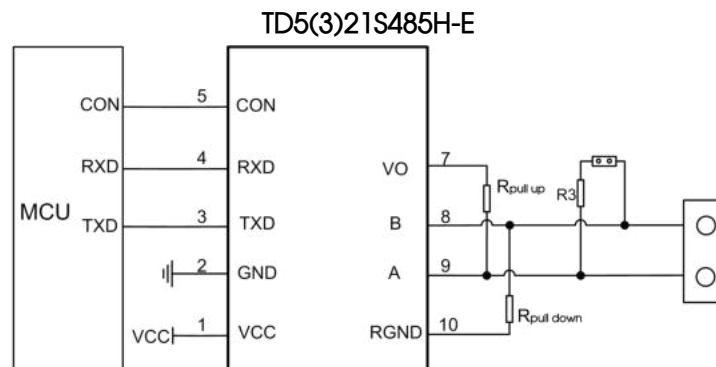 TD5(3)21S485H-E
CON 5 CON
RXD 4 RXD VO 7 Rpull up R3
MCU TXD 3 TXD B 8
2 GND A 9
VCC 1 VCC RGND 10 Rpull down